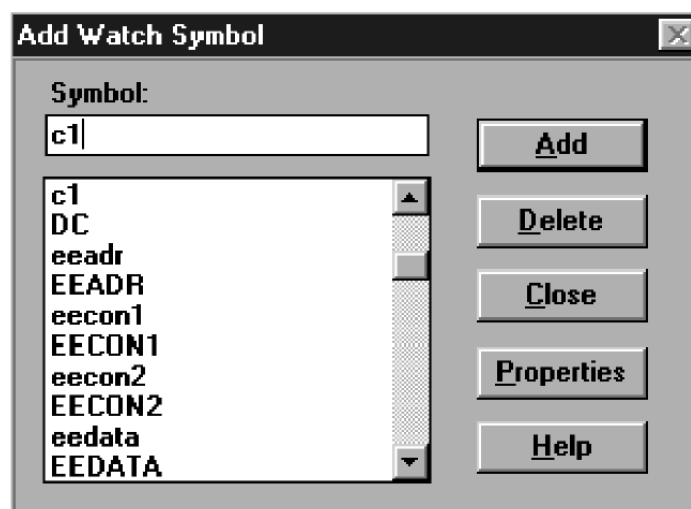 Add Watch Symbol
Symbol:
c1
Add
c1
DC
eeadr
EEADR
eecon1
EECON1
eecon2
EECON2
eedata
EEDATA
Delete
Close
Properties
Help